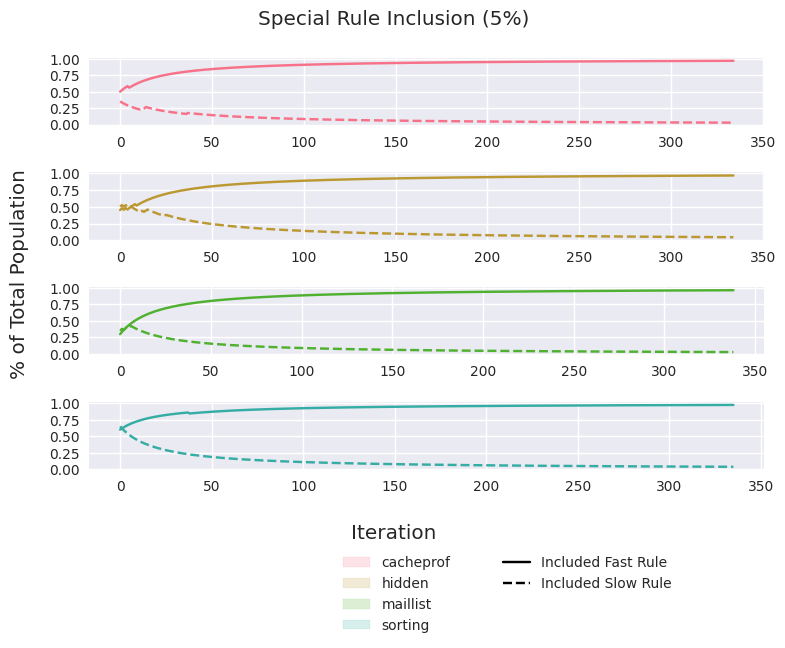 Special Rule Inclusion (5%)
% of Total Population
1.00
0.75
0.50
0.25
0.00
0 50 100 150 200 250 300 350
1.00
0.75
0.50
0.25
0.00
0 50 100 150 200 250 300 350
1.00
0.75
0.50
0.25
0.00
0 50 100 150 200 250 300 350
1.00
0.75
0.50
0.25
0.00
0 50 100 150 200 250 300 350
Iteration
cacheprof
hidden
maillist
sorting
Included Fast Rule
Included Slow Rule